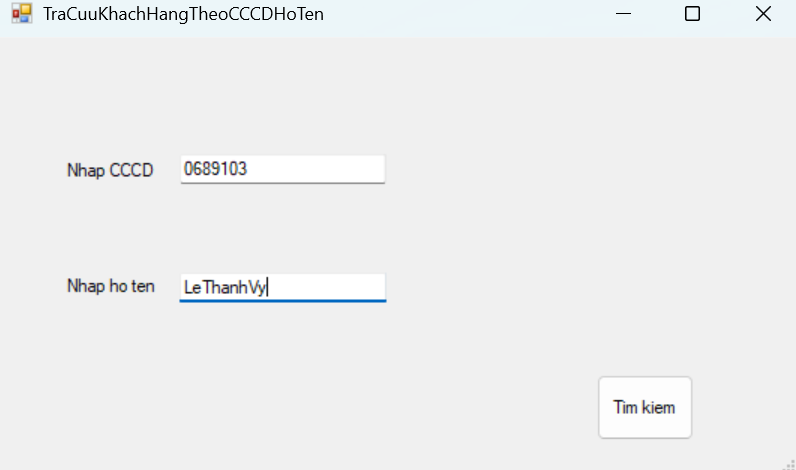 TraCuuKhachHangTheoCCCDHoTen
Nhap CCCD 0689103
Nhap ho ten LeThanhVy
Tim kiem